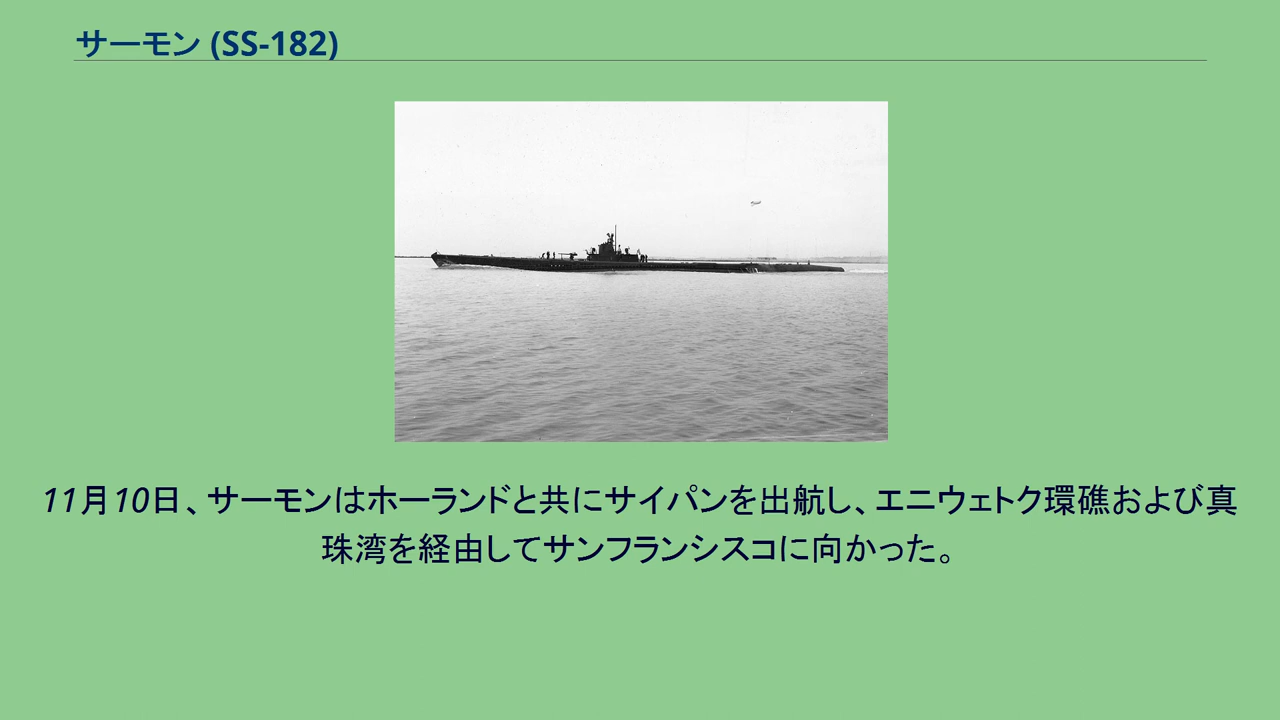 サーモン (SS-182)
11月10日、サーモンはホーランドと共にサイパンを出航し、エニウェトク環礁および真
珠湾を経由してサンフランシスコに向かった。